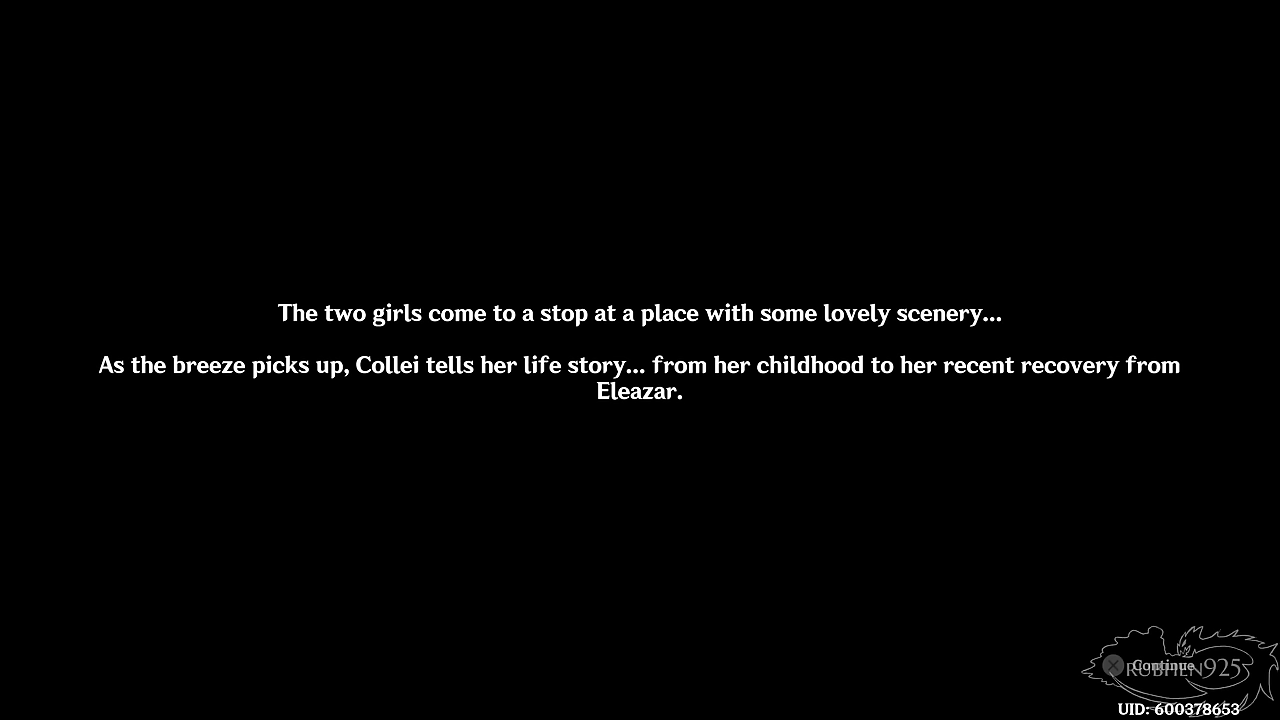 The two girls come to a stop at a place with some lovely scenery...
As the breeze picks up, Collei tells her life story... from her childhood to her recent recovery from
Eleazar.
Continue
RUBHEN925
UID: 600378653